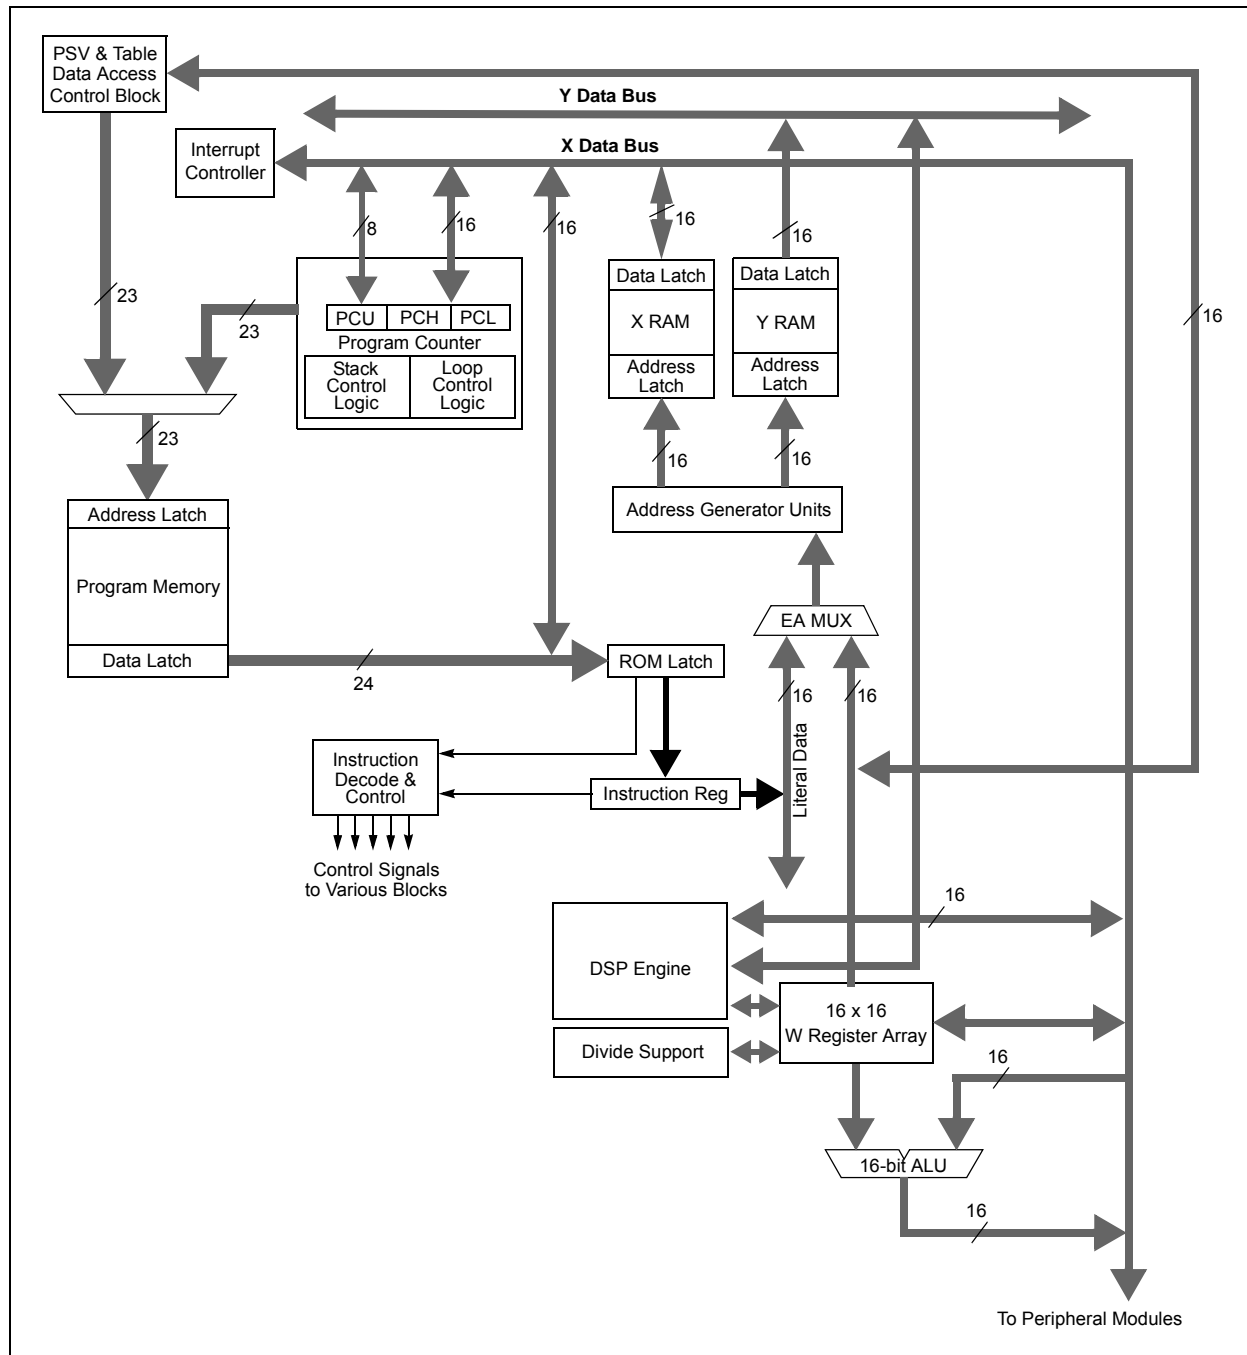 PSV & Table
Data Access
Control Block
Y Data Bus
Interrupt
Controller
X Data Bus
8
16
16
16
16
23
23
16
PCU PCH PCL
Program Counter
Stack
Control
Logic
Loop
Control
Logic
Data Latch
X RAM
Address
Latch
Data Latch
Y RAM
Address
Latch
23
16
16
Address Latch
Program Memory
Data Latch
Address Generator Units
EA MUX
24
ROM Latch
16
16
Literal Data
Instruction
Decode &
Control
Instruction Reg
Control Signals
to Various Blocks
16
DSP Engine
16 x 16
W Register Array
Divide Support
16
16-bit ALU
16
To Peripheral Modules